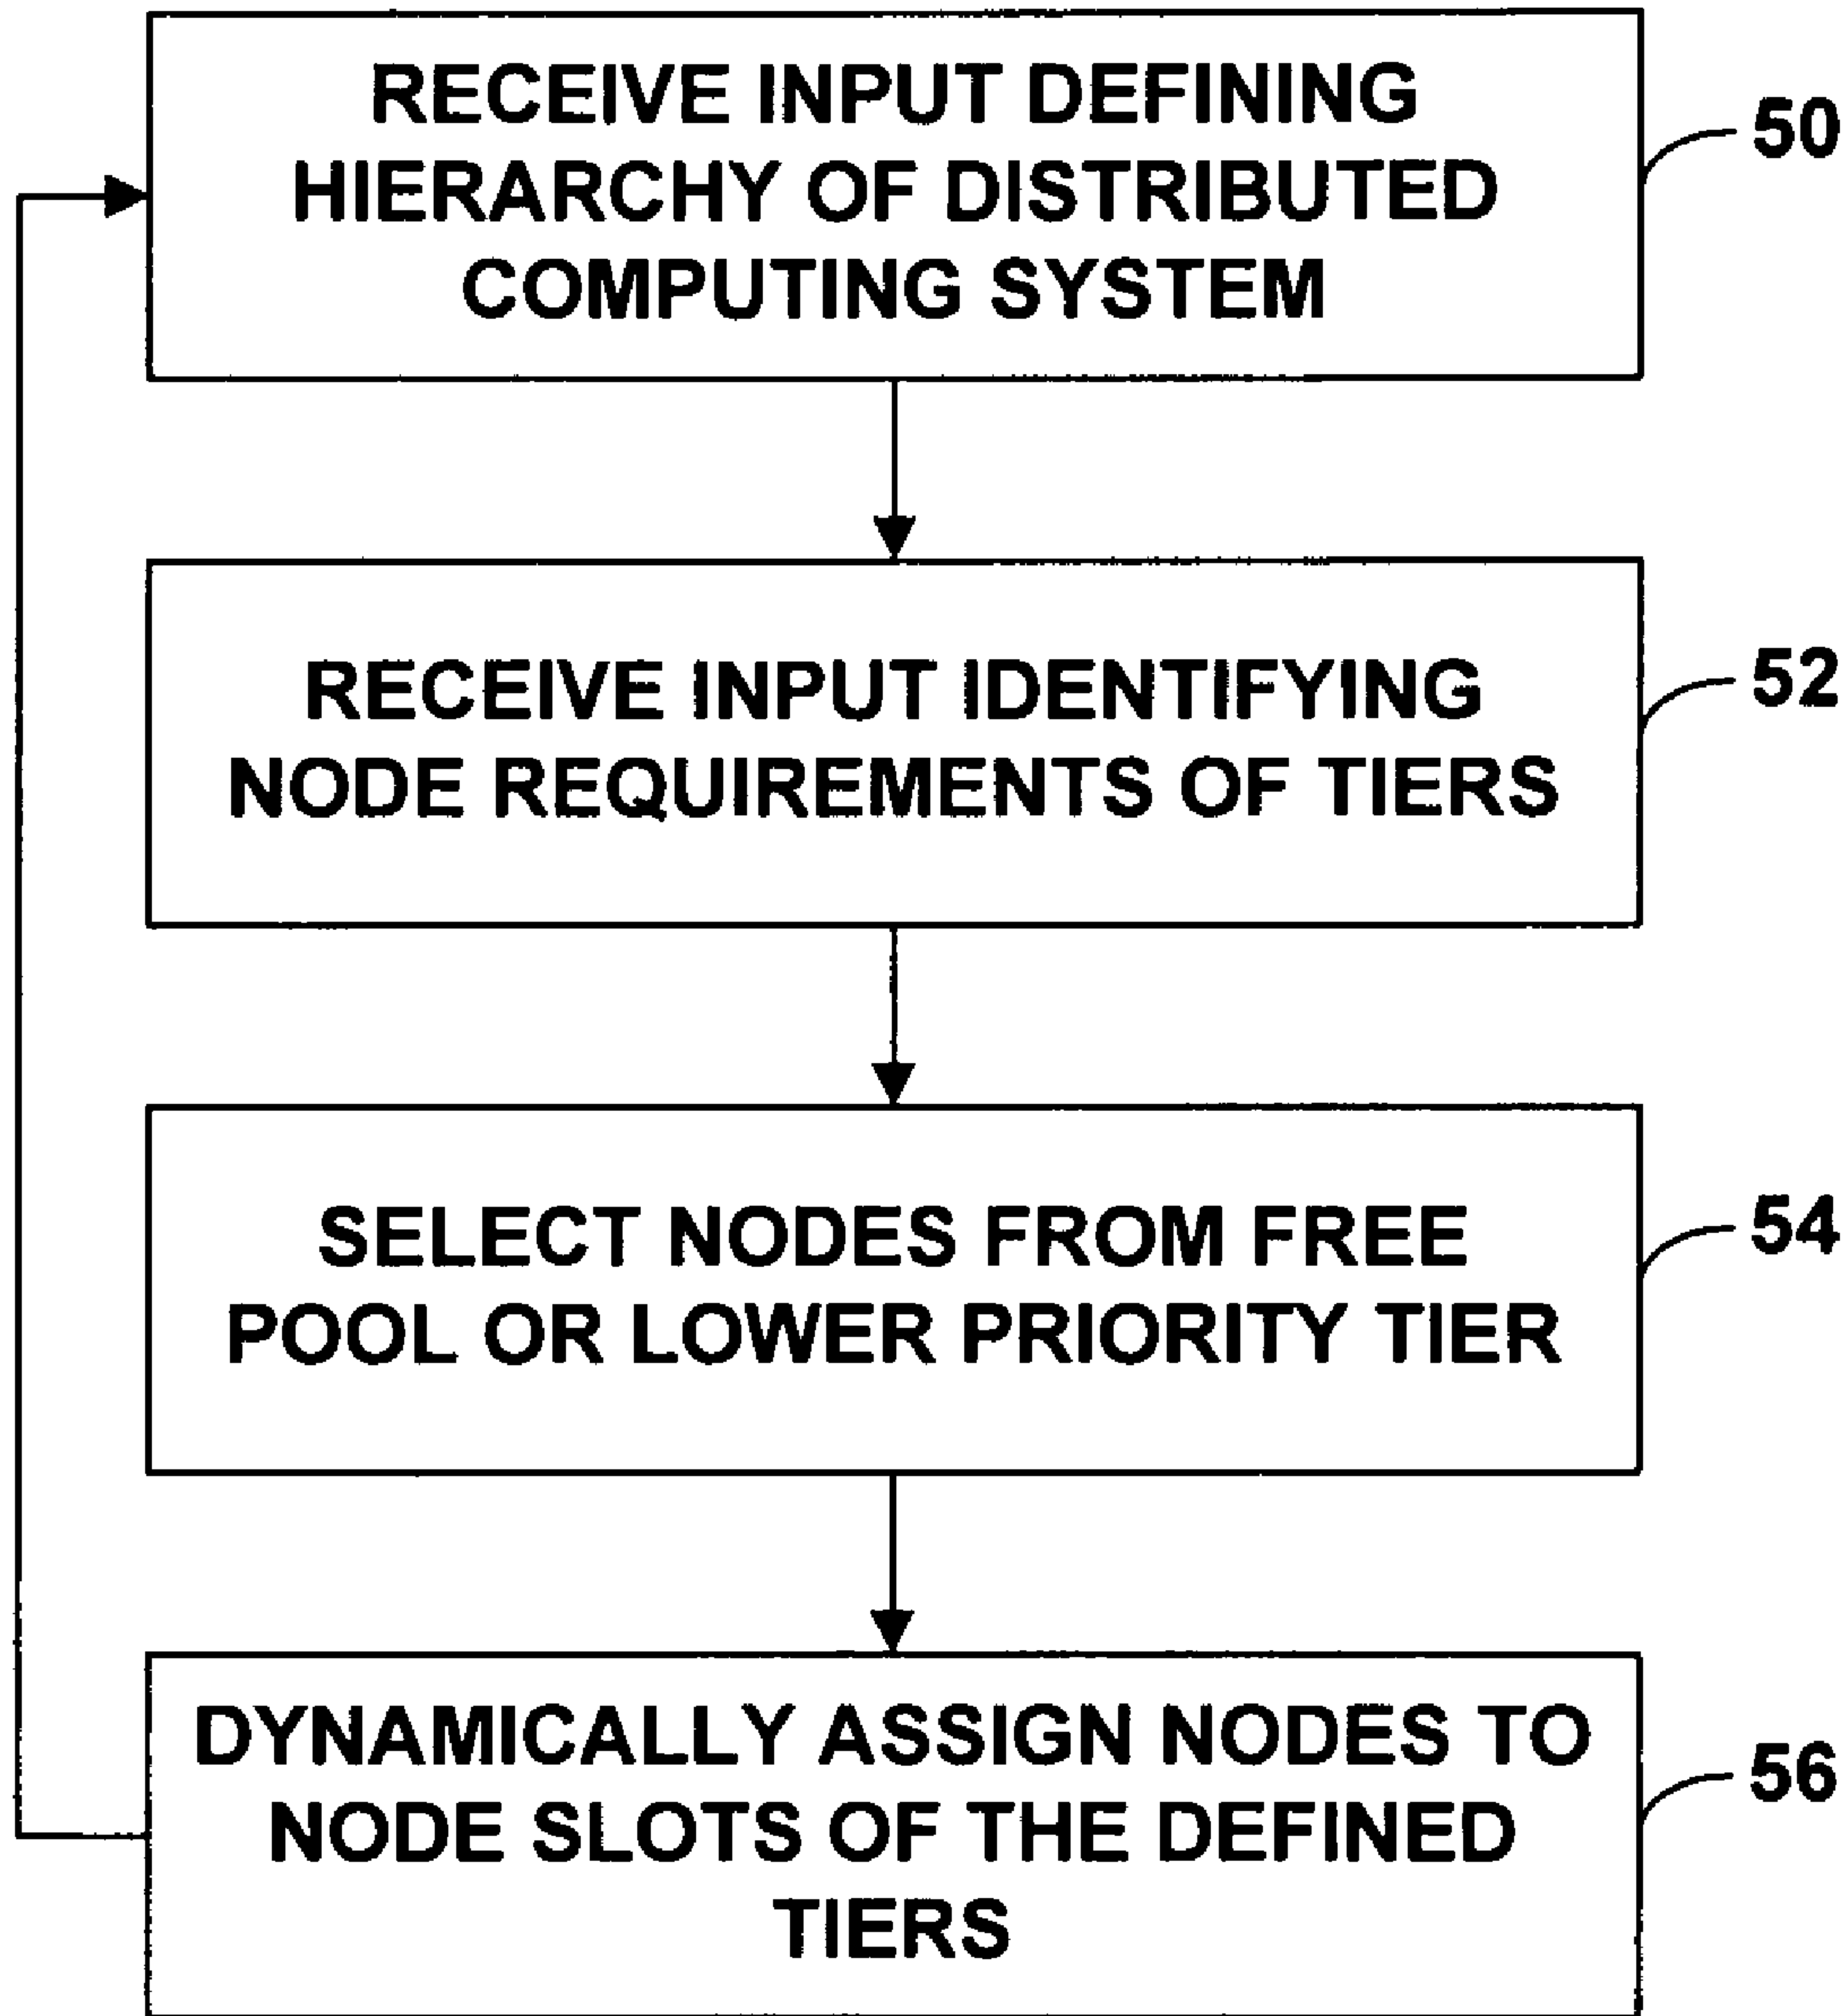 RECEIVE INPUT DEFINING
HIERARCHY OF DISTRIBUTED
COMPUTING SYSTEM
50
RECEIVE INPUT IDENTIFYING
NODE REQUIREMENTS OF TIERS
52
SELECT NODES FROM FREE
POOL OR LOWER PRIORITY TIER
54
DYNAMICALLY ASSIGN NODES TO
NODE SLOTS OF THE DEFINED
TIERS
56